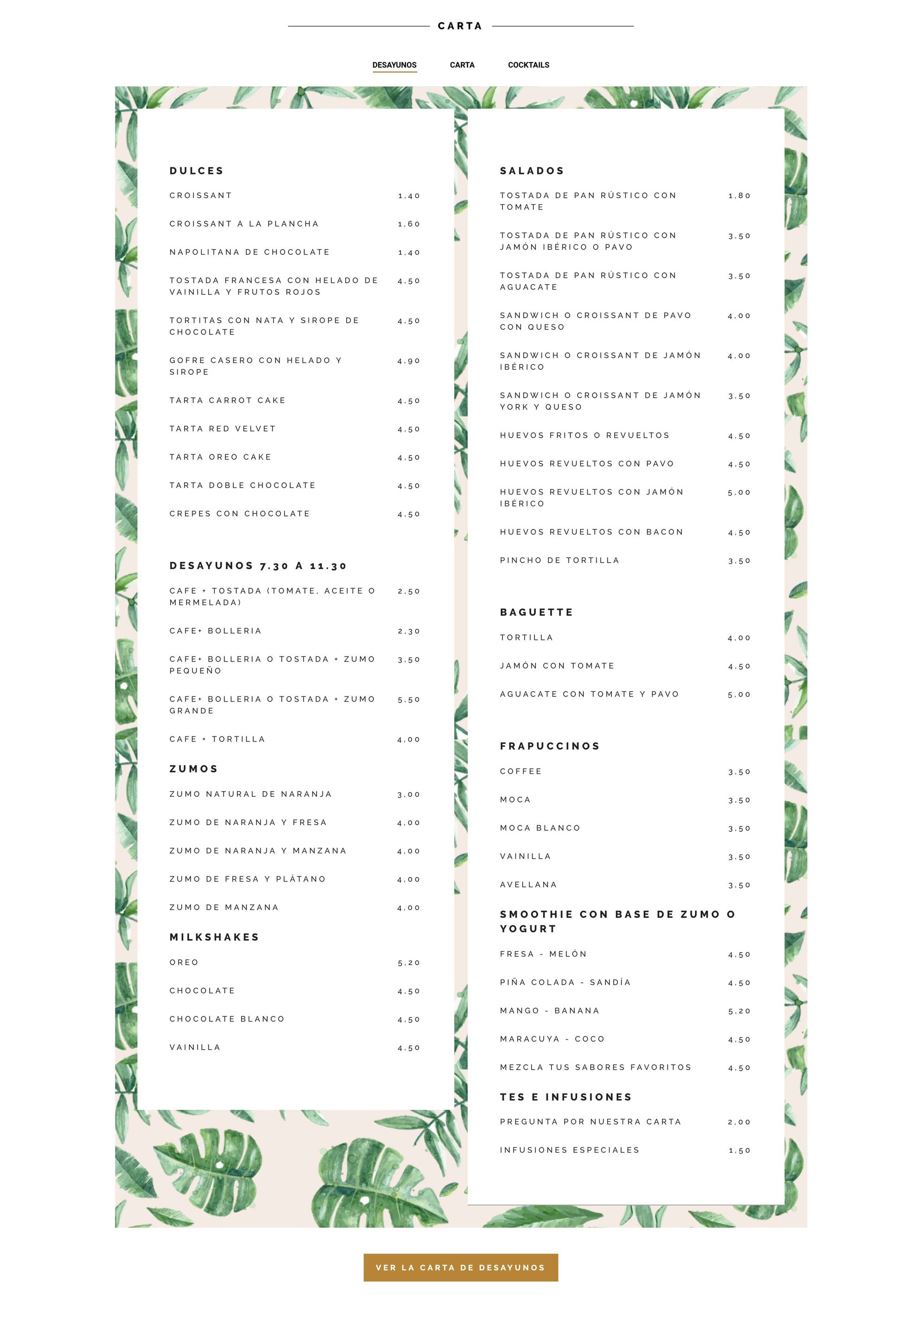 CARTA
DESAYUNOS
CARTA
COCKTAILS
DULCES
CROISSANT 1.40
CROISSANT A LA PLANCHA 1.60
NAPOLITANA DE CHOCOLATE 1.40
TOSTADA FRANCESA CON HELADO DE 4.50
VAINILLA Y FRUTOS ROJOS
TORTITAS CON NATA Y SIROPE DE 4.50
CHOCOLATE
GOFRE CASERO CON HELADO Y 4.90
SIROPE
TARTA CARROT CAKE 4.50
TARTA RED VELVET 4.50
TARTA OREO CAKE 4.50
TARTA DOBLE CHOCOLATE 4.50
CREPES CON CHOCOLATE 4.50
DESAYUNOS 7.30 A 11.30
CAFE + TOSTADA (TOMATE, ACEITE O 2.50
MERMELADA)
CAFE+ BOLLERIA 2.30
CAFE+ BOLLERIA O TOSTADA + ZUMO 3.50
PEQUEÑO
CAFE+ BOLLERIA O TOSTADA + ZUMO 5.50
GRANDE
CAFE + TORTILLA 4.00
ZUMOS
ZUMO NATURAL DE NARANJA 3.00
ZUMO DE NARANJA Y FRESA 4.00
ZUMO DE NARANJA Y MANZANA 4.00
ZUMO DE FRESA Y PLÁTANO 4.00
ZUMO DE MANZANA 4.00
MILKSHAKES
OREO 5.20
CHOCOLATE 4.50
CHOCOLATE BLANCO 4.50
VAINILLA 4.50
SALADOS
TOSTADA DE PAN RÚSTICO CON 1.80
TOMATE
TOSTADA DE PAN RÚSTICO CON 3.50
JAMÓN IBÉRICO O PAVO
TOSTADA DE PAN RÚSTICO CON 3.50
AGUACATE
SANDWICH O CROISSANT DE PAVO 4.00
CON QUESO
SANDWICH O CROISSANT DE JAMÓN 4.00
IBÉRICO
SANDWICH O CROISSANT DE JAMÓN 3.50
YORK Y QUESO
HUEVOS FRITOS O REVUELTOS 4.50
HUEVOS REVUELTOS CON PAVO 4.50
HUEVOS REVUELTOS CON JAMÓN 5.00
IBÉRICO
HUEVOS REVUELTOS CON BACON 4.50
PINCHO DE TORTILLA 3.50
BAGUETTE
TORTILLA 4.00
JAMÓN CON TOMATE 4.50
AGUACATE CON TOMATE Y PAVO 5.00
FRAPUCCINOS
COFFEE 3.50
MOCA 3.50
MOCA BLANCO 3.50
VAINILLA 3.50
AVELLANA 3.50
SMOOTHIE CON BASE DE ZUMO O
YOGURT
FRESA - MELÓN 4.50
PIÑA COLADA - SANDÍA 4.50
MANGO - BANANA 5.20
MARACUYA - COCO 4.50
MEZCLA TUS SABORES FAVORITOS 4.50
TES E INFUSIONES
PREGUNTA POR NUESTRA CARTA 2.00
INFUSIONES ESPECIALES 1.50
VER LA CARTA DE DESAYUNOS